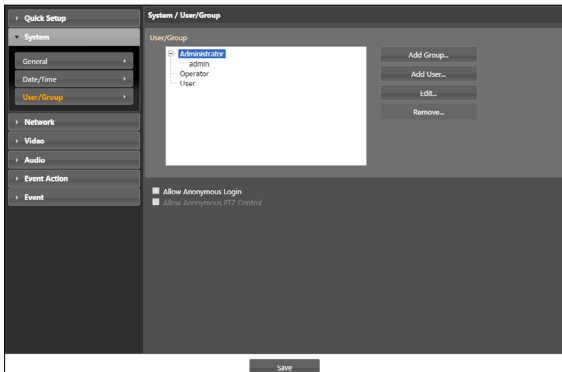 Quick Setup
System
General
Date/Time
User/Group
Network
Video
Audio
Event Action
Event
System / User/Group
User/Group
Administrator
admin
Operator
User
Add Group...
Add User...
Edit...
Remove...
Allow Anonymous Login
Allow Anonymous PTZ Control
Save